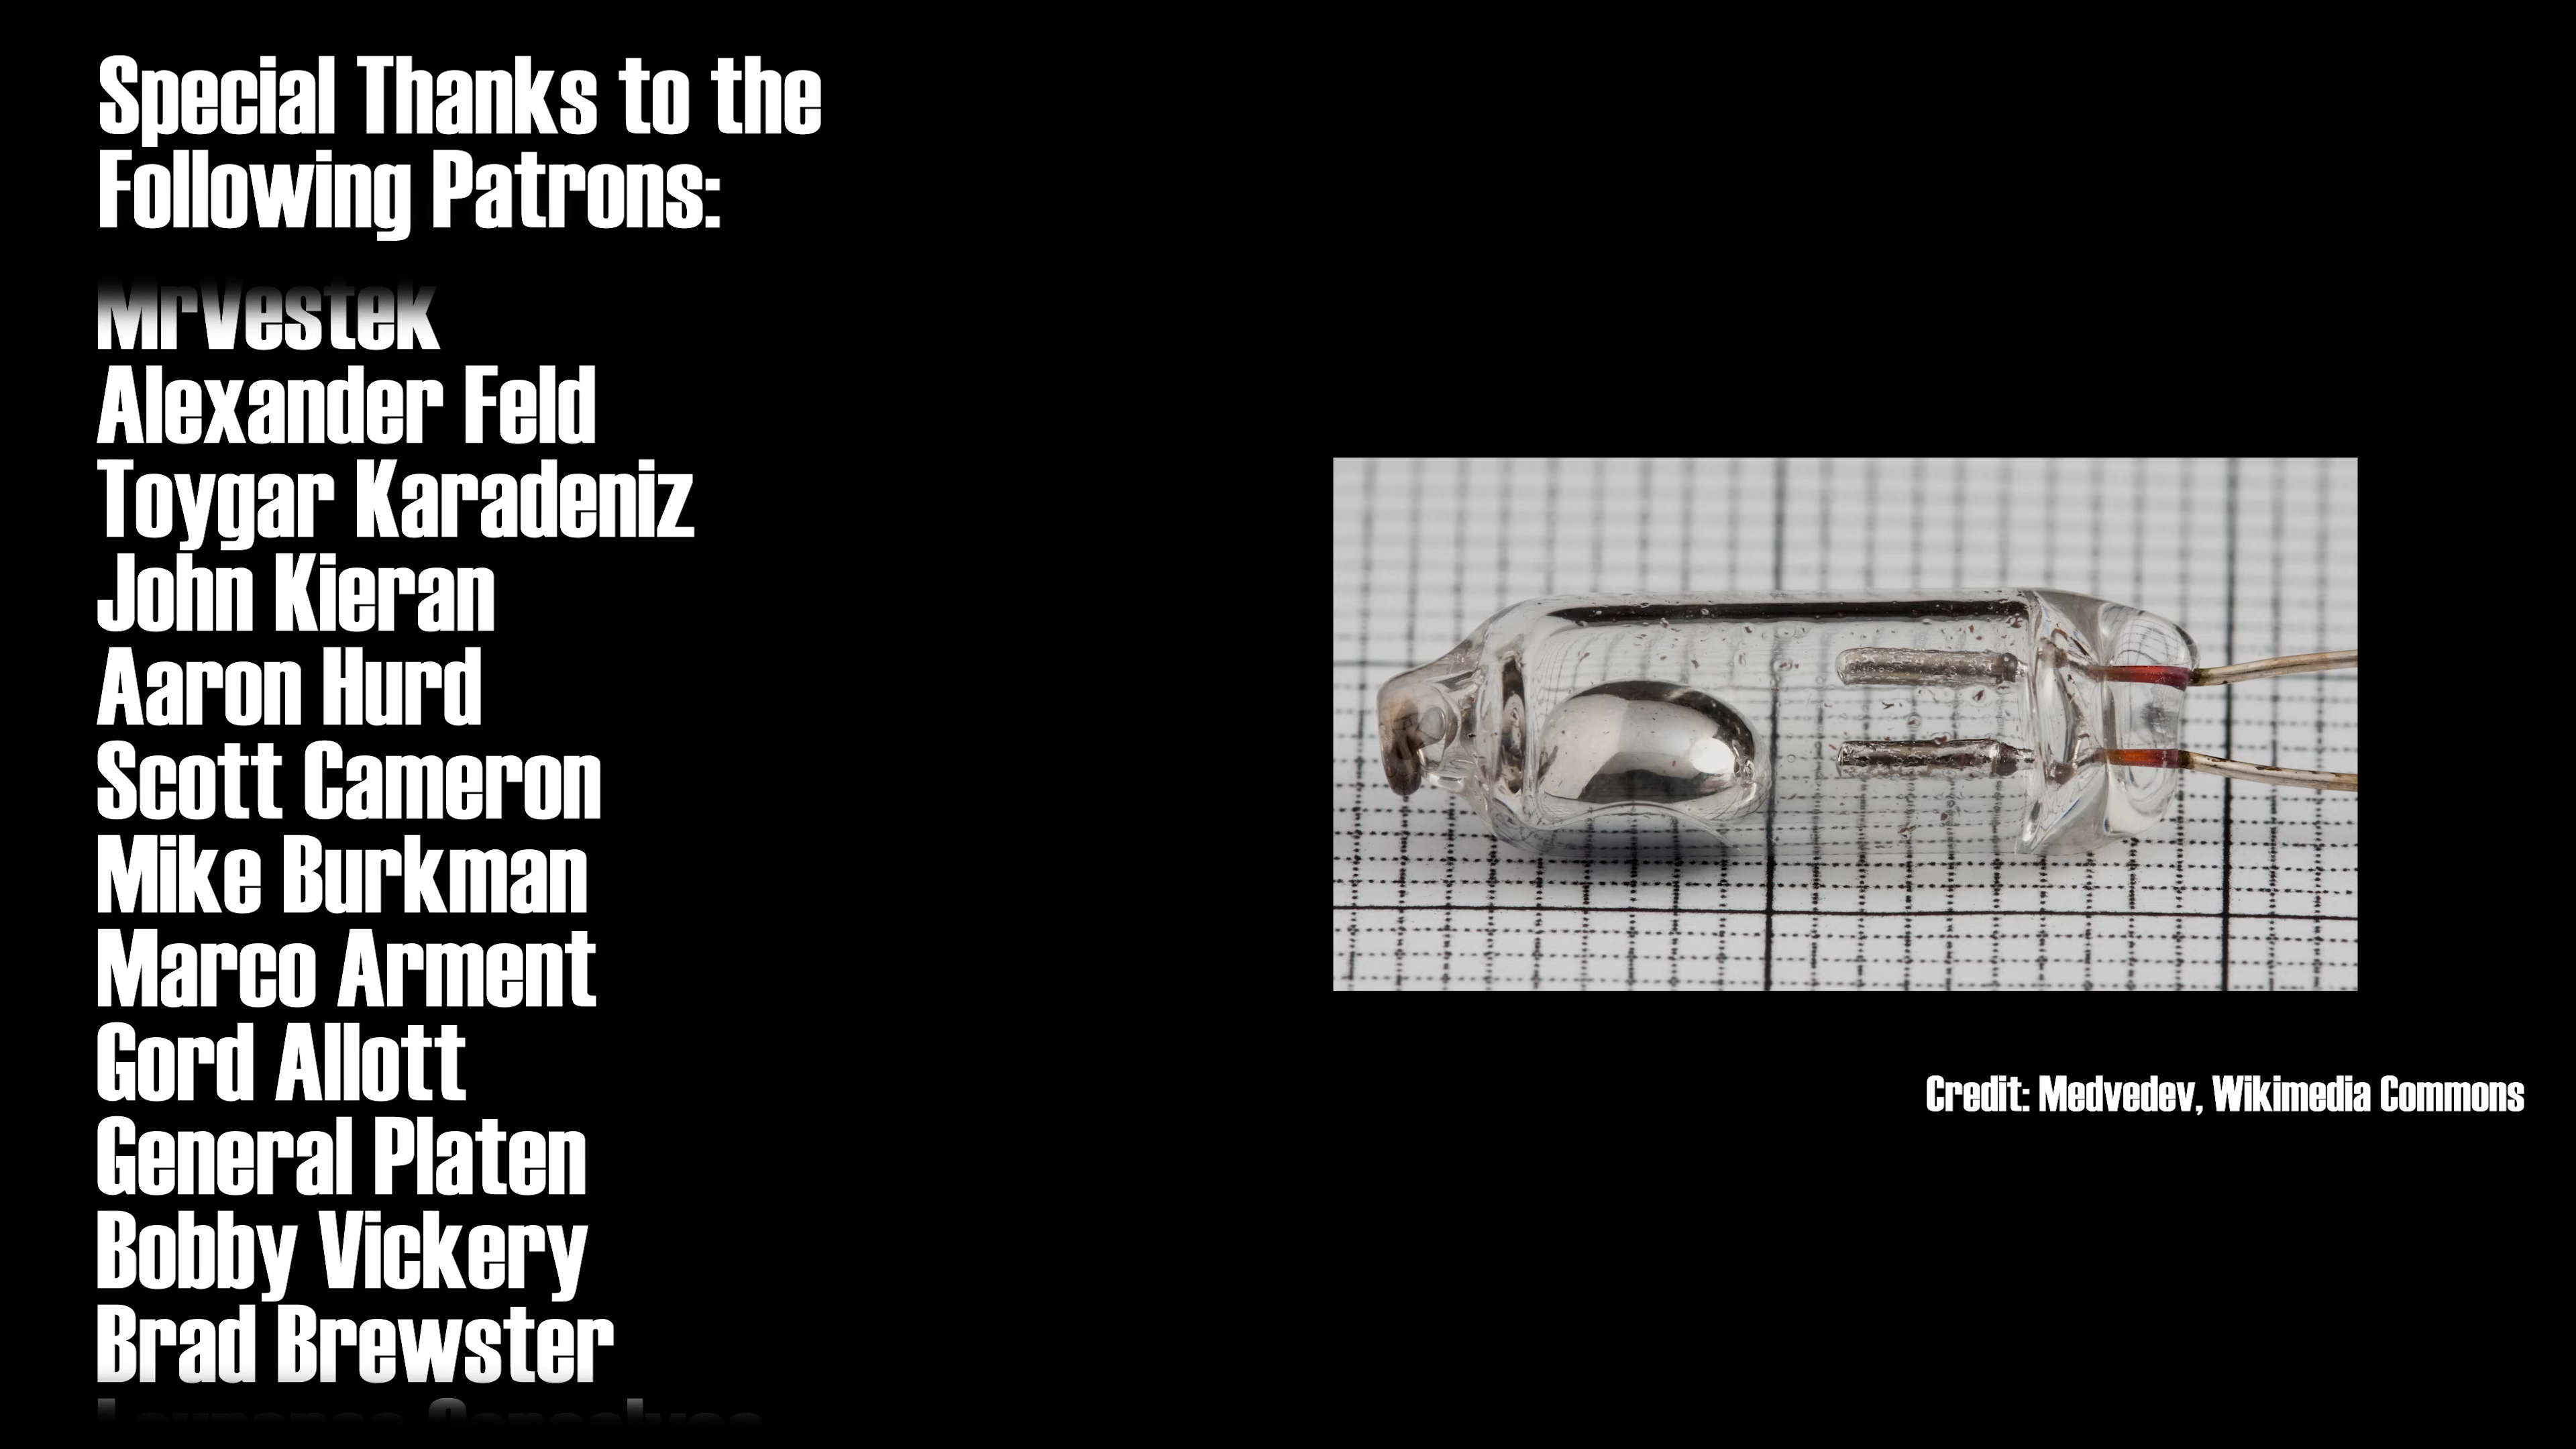 Special Thanks to the
Following Patrons:
MrVestek
Alexander Feld
Toygar Karadeniz
John Kieran
Aaron Hurd
Scott Cameron
Mike Burkman
Marco Arment
Gord Allott
General Platen
Bobby Vickery
Brad Brewster
Credit: Medvedev, Wikimedia Commons